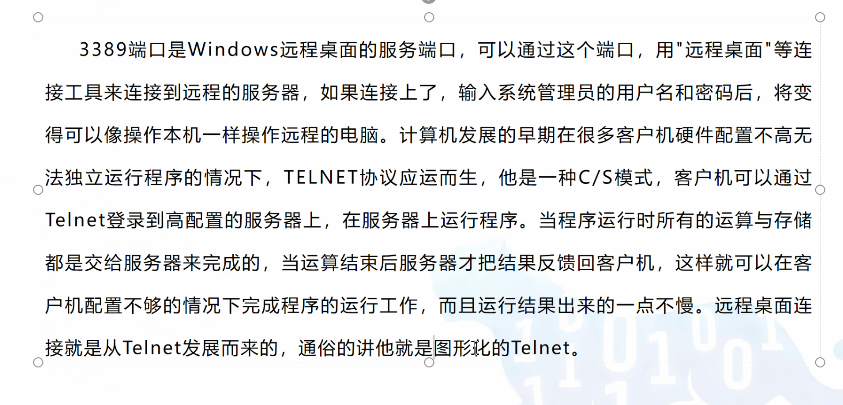 3389端口是Windows远程桌面的服务端口，可以通过这个端口，用"远程桌面"等连
接工具来连接到远程的服务器，如果连接上了，输入系统管理员的用户名和密码后，将变
得可以像操作本机一样操作远程的电脑。计算机发展的早期在很多客户机硬件配置不高无
法独立运行程序的情况下，TELNET协议应运而生，他是一种C/S模式，客户机可以通过
Telnet登录到高配置的服务器上，在服务器上运行程序。当程序运行时所有的运算与存储
都是交给服务器来完成的，当运算结束后服务器才把结果反馈回客户机，这样就可以在客
户机配置不够的情况下完成程序的运行工作，而且运行结果出来的一点不慢。远程桌面连
接就是从Telnet发展而来的，通俗的讲他就是图形化的Telnet。